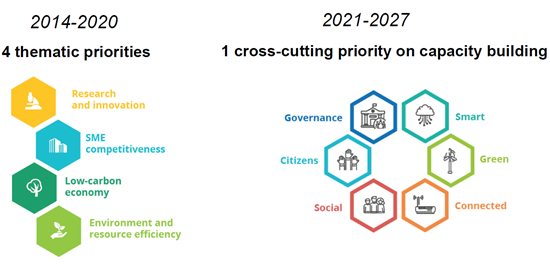 2014-2020
4 thematic priorities
Research
and innovation
SME
competitiveness
Low-carbon
economy
Environment and
resource efficiency
2021-2027
1 cross-cutting priority on capacity building
Governance
Smart
Citizens
Green
Social
Connected